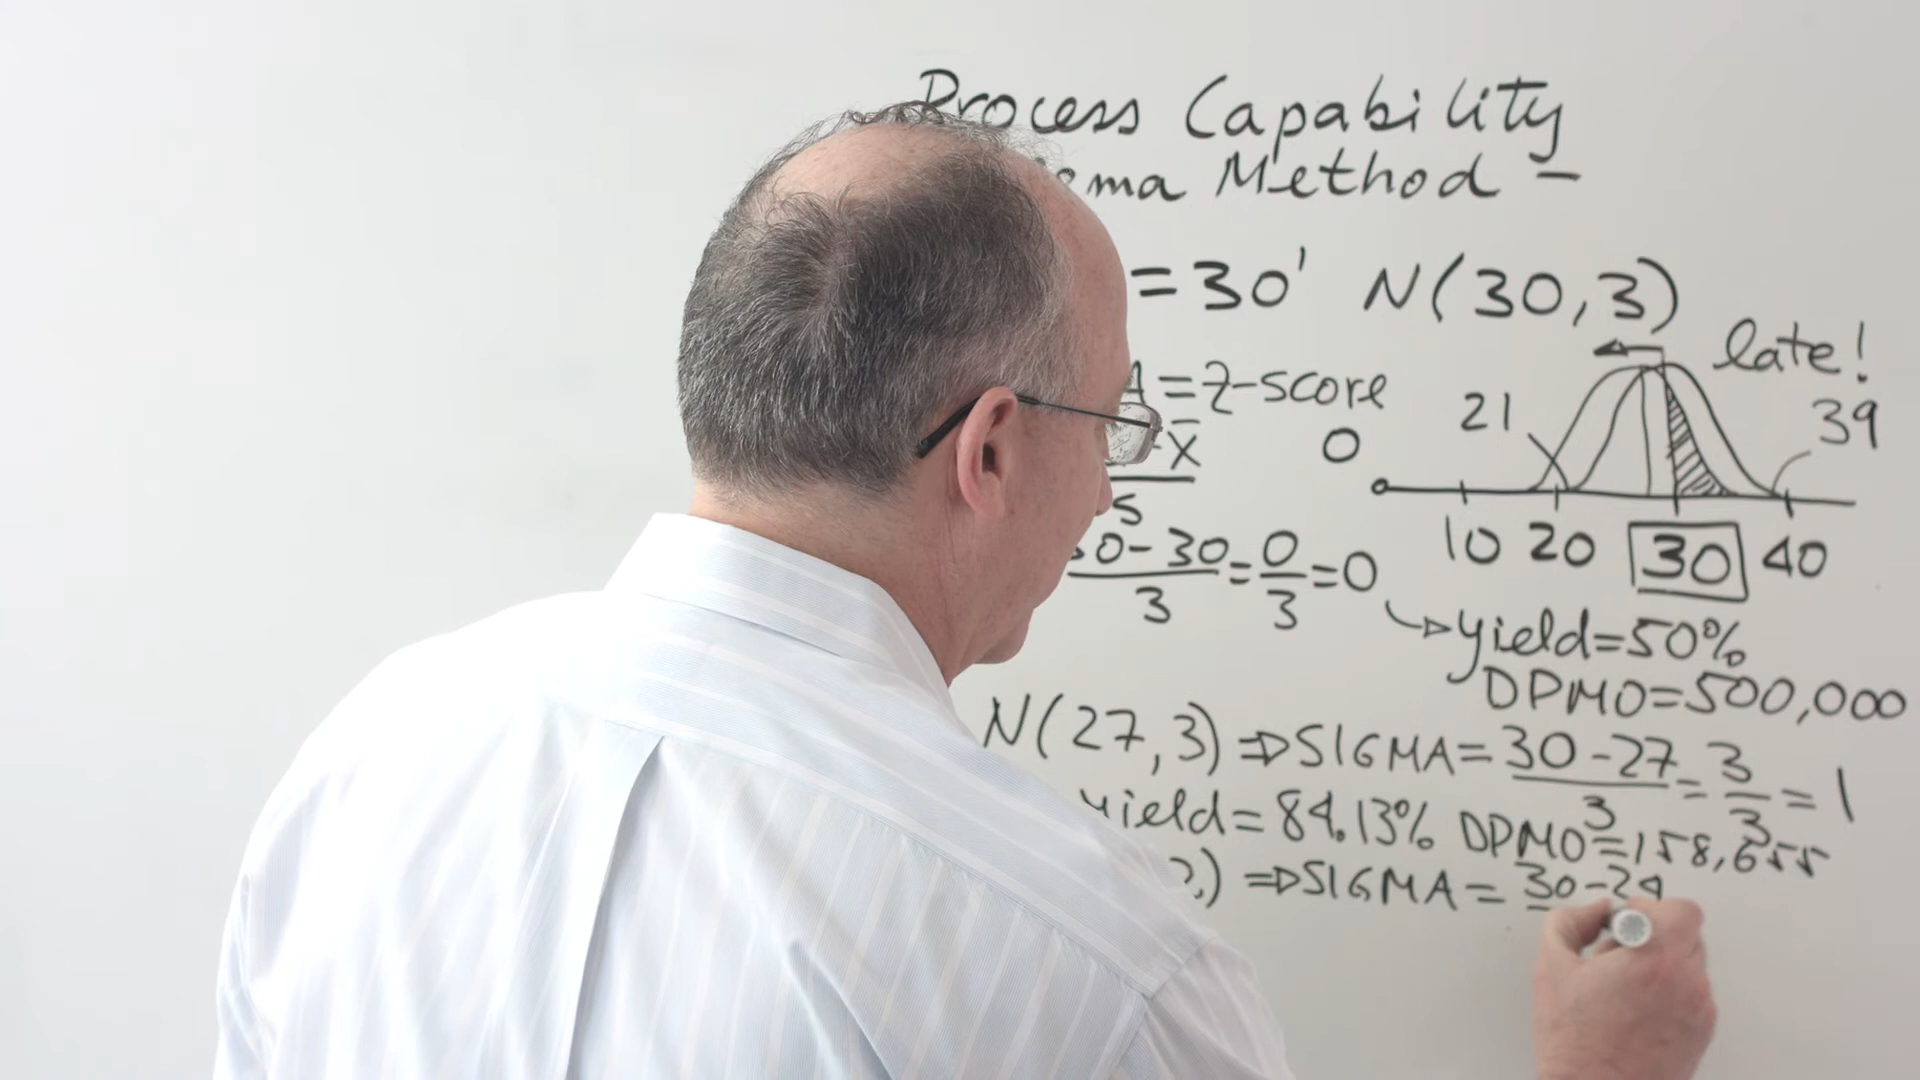 Process Capability
Method -
= 30' N(30,3)
late!
= z-score
21
39
x̄
0
s
10 20 30 40
0-30 = 0 = 0
3 3
yield=50%
DPMO=500,000
N(27,3) ⇒ SIGMA = 30-27 = 3 = 1
3 3
yield = 84.13% DPMO = 158,655
) ⇒ SIGMA = 30-24